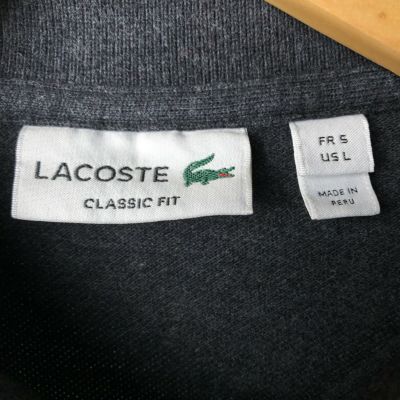 LACOSTE
CLASSIC FIT
FR 5
US L
MADE IN
PERU